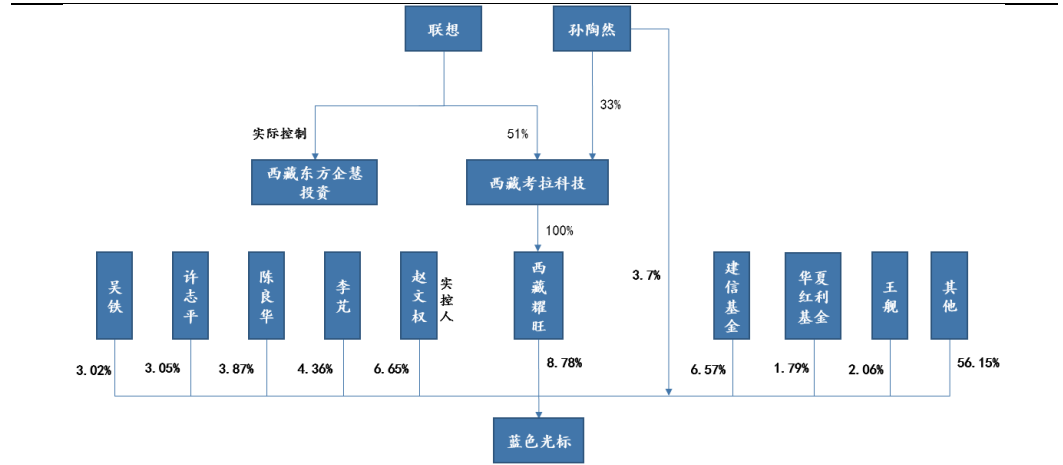 联想
孙陶然
33%
实际控制
51%
西藏东方企慧
投资
西藏考拉科技
100%
吴铁
许志平
陈良华
李芃
赵文权
实控人
西藏耀旺
3.7%
建信基金
华夏
红利
基金
王舰
其他
3.02%
3.05%
3.87%
4.36%
6.65%
8.78%
6.57%
1.79%
2.06%
56.15%
蓝色光标